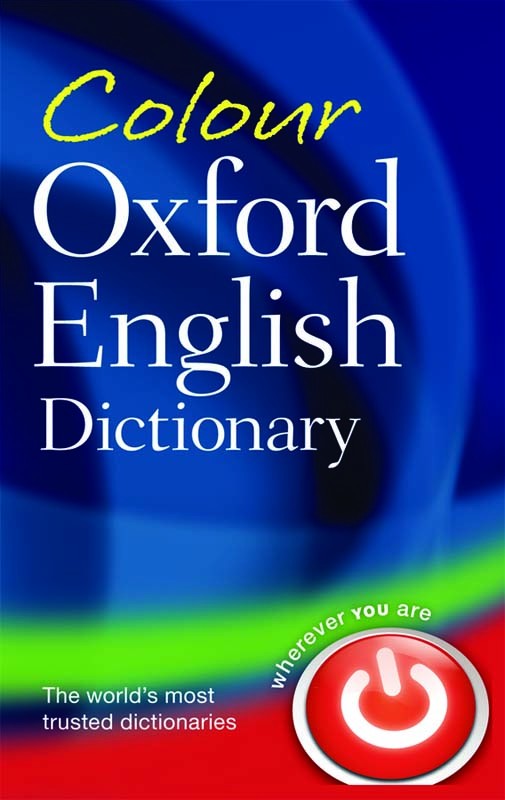 Colour
Oxford
English
Dictionary
wherever YOU are
The world's most
trusted dictionaries